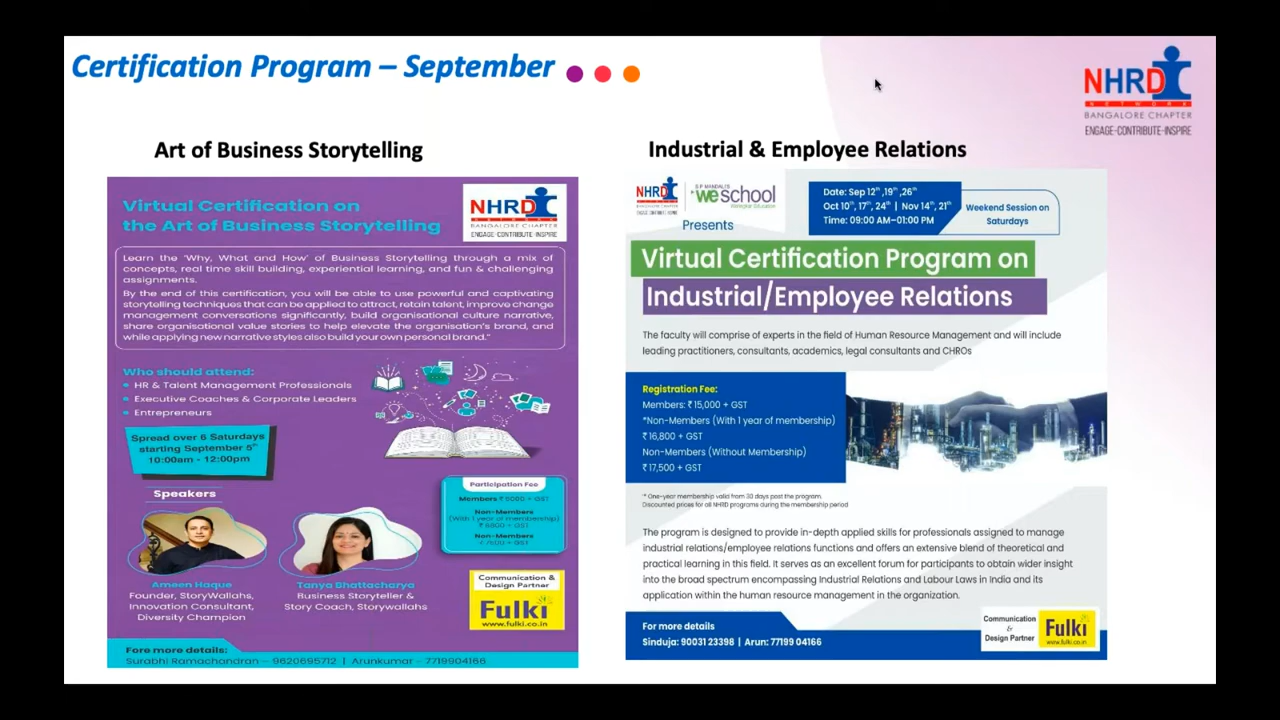 Certification Program – September
NHRD
NETWORK
BANGALORE CHAPTER
ENGAGE-CONTRIBUTE-INSPIRE
Art of Business Storytelling
Virtual Certification on
the Art of Business Storytelling
NHRD
NETWORK
BANGALORE CHAPTER
ENGAGE-CONTRIBUTE-INSPIRE
Learn the 'Why, What and How' of Business Storytelling through a mix of
concepts, real time skill building, experiential learning, and fun & challenging
assignments.
By the end of this certification, you will be able to use powerful and captivating
storytelling techniques that can be applied to attract, retain talent, improve change
management conversations significantly, build organisational culture narrative,
share organisational value stories to help elevate the organisation's brand, and
while applying new narrative styles also build your own personal brand."
Who should attend:
HR & Talent Management Professionals
Executive Coaches & Corporate Leaders
Entrepreneurs
Spread over 6 Saturdays
starting September 5th
10:00am - 12:00pm
Speakers
Ameen Haque
Founder, StoryWallahs,
Innovation Consultant,
Diversity Champion
Tanya Bhattacharya
Business Storyteller &
Story Coach, Storywallahs
Participation Fee
Members ₹ 5000 + GST
Non-Members
(With 1 year of membership)
+ GST
Non-Members
+ GST
Communication &
Design Partner
Fulki
www.fulki.co.in
Fore more details:
Surabhi Ramachandran – 9620695712 | Arunkumar – 7719904166
Industrial & Employee Relations
NHRD
weschool
Presents
Date: Sep 12th ,19th ,26th
Oct 10th, 17th, 24th | Nov 14th, 21th
Time: 09:00 AM–01:00 PM
Weekend Session on
Saturdays
Virtual Certification Program on
Industrial/Employee Relations
The faculty will comprise of experts in the field of Human Resource Management and will include
leading practitioners, consultants, academics, legal consultants and CHROs
Registration Fee:
Members: ₹ 15,000 + GST
*Non-Members (With 1 year of membership)
₹ 16,800 + GST
Non-Members (Without Membership)
₹ 17,500 + GST
"* One-year membership valid from 30 days post the program.
Discounted prices for all NHRD programs during the membership period
The program is designed to provide in-depth applied skills for professionals assigned to manage
industrial relations/employee relations functions and offers an extensive blend of theoretical and
practical learning in this field. It serves as an excellent forum for participants to obtain wider insight
into the broad spectrum encompassing Industrial Relations and Labour Laws in India and its
application within the human resource management in the organization.
For more details
Sinduja: 90031 23398 | Arun: 77199 04166
Communication
&
Design Partner
Fulki
www.fulki.co.in